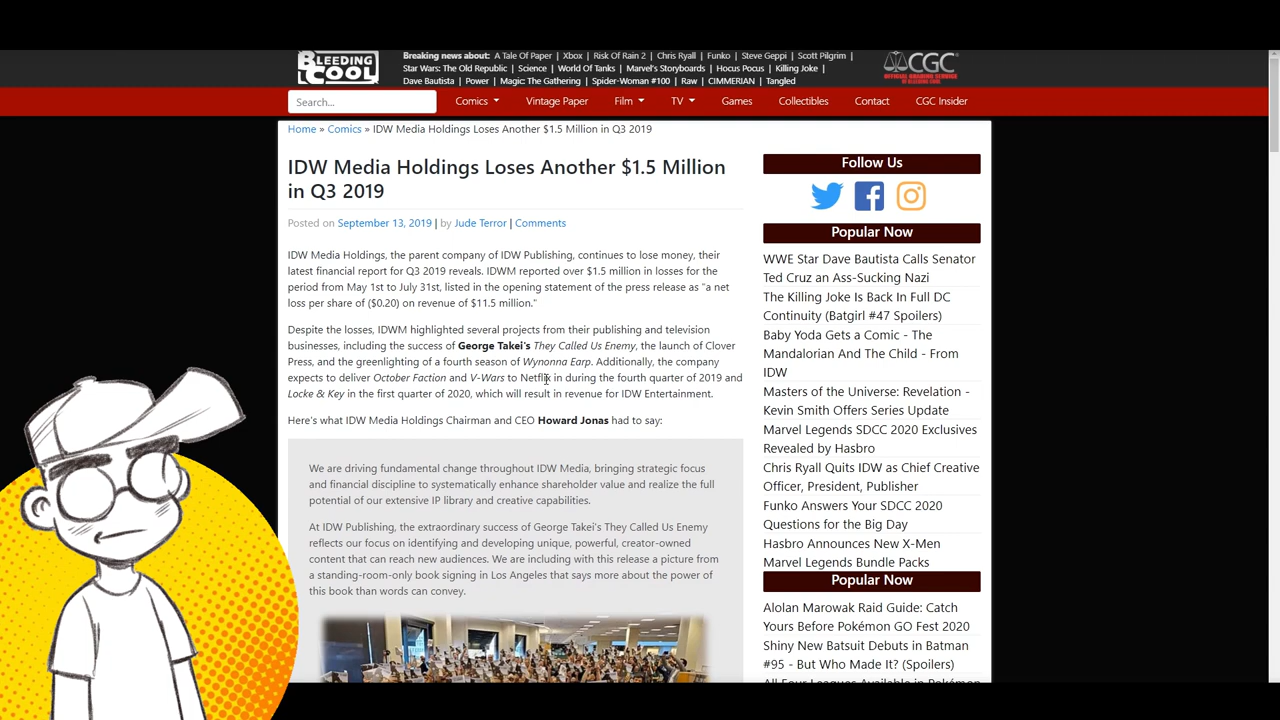 BLEEDING COOL
Breaking news about: A Tale Of Paper | Xbox | Risk Of Rain 2 | Chris Ryall | Funko | Steve Geppi | Scott Pilgrim |
Star Wars: The Old Republic | Science | World Of Tanks | Marvel's Storyboards | Hocus Pocus | Killing Joke |
Dave Bautista | Power | Magic: The Gathering | Spider-Woman #100 | Raw | CIMMERIAN | Tangled
CGC
Search...
Comics
Vintage Paper
Film
TV
Games
Collectibles
Contact
CGC Insider
Home » Comics » IDW Media Holdings Loses Another $1.5 Million in Q3 2019
IDW Media Holdings Loses Another $1.5 Million
in Q3 2019
Posted on September 13, 2019 | by Jude Terror | Comments
IDW Media Holdings, the parent company of IDW Publishing, continues to lose money, their
latest financial report for Q3 2019 reveals. IDWM reported over $1.5 million in losses for the
period from May 1st to July 31st, listed in the opening statement of the press release as "a net
loss per share of ($0.20) on revenue of $11.5 million."
Despite the losses, IDWM highlighted several projects from their publishing and television
businesses, including the success of George Takei's They Called Us Enemy, the launch of Clover
Press, and the greenlighting of a fourth season of Wynonna Earp. Additionally, the company
expects to deliver October Faction and V-Wars to Netflix in during the fourth quarter of 2019 and
Locke & Key in the first quarter of 2020, which will result in revenue for IDW Entertainment.
Here's what IDW Media Holdings Chairman and CEO Howard Jonas had to say:
We are driving fundamental change throughout IDW Media, bringing strategic focus
and financial discipline to systematically enhance shareholder value and realize the full
potential of our extensive IP library and creative capabilities.
At IDW Publishing, the extraordinary success of George Takei's They Called Us Enemy
reflects our focus on identifying and developing unique, powerful, creator-owned
content that can reach new audiences. We are including with this release a picture from
a standing-room-only book signing in Los Angeles that says more about the power of
this book than words can convey.
Follow Us
Popular Now
WWE Star Dave Bautista Calls Senator
Ted Cruz an Ass-Sucking Nazi
The Killing Joke Is Back In Full DC
Continuity (Batgirl #47 Spoilers)
Baby Yoda Gets a Comic - The
Mandalorian And The Child - From
IDW
Masters of the Universe: Revelation -
Kevin Smith Offers Series Update
Marvel Legends SDCC 2020 Exclusives
Revealed by Hasbro
Chris Ryall Quits IDW as Chief Creative
Officer, President, Publisher
Funko Answers Your SDCC 2020
Questions for the Big Day
Hasbro Announces New X-Men
Marvel Legends Bundle Packs
Popular Now
Alolan Marowak Raid Guide: Catch
Yours Before Pokémon GO Fest 2020
Shiny New Batsuit Debuts in Batman
#95 - But Who Made It? (Spoilers)
All Four Leagues Available in Pokémon